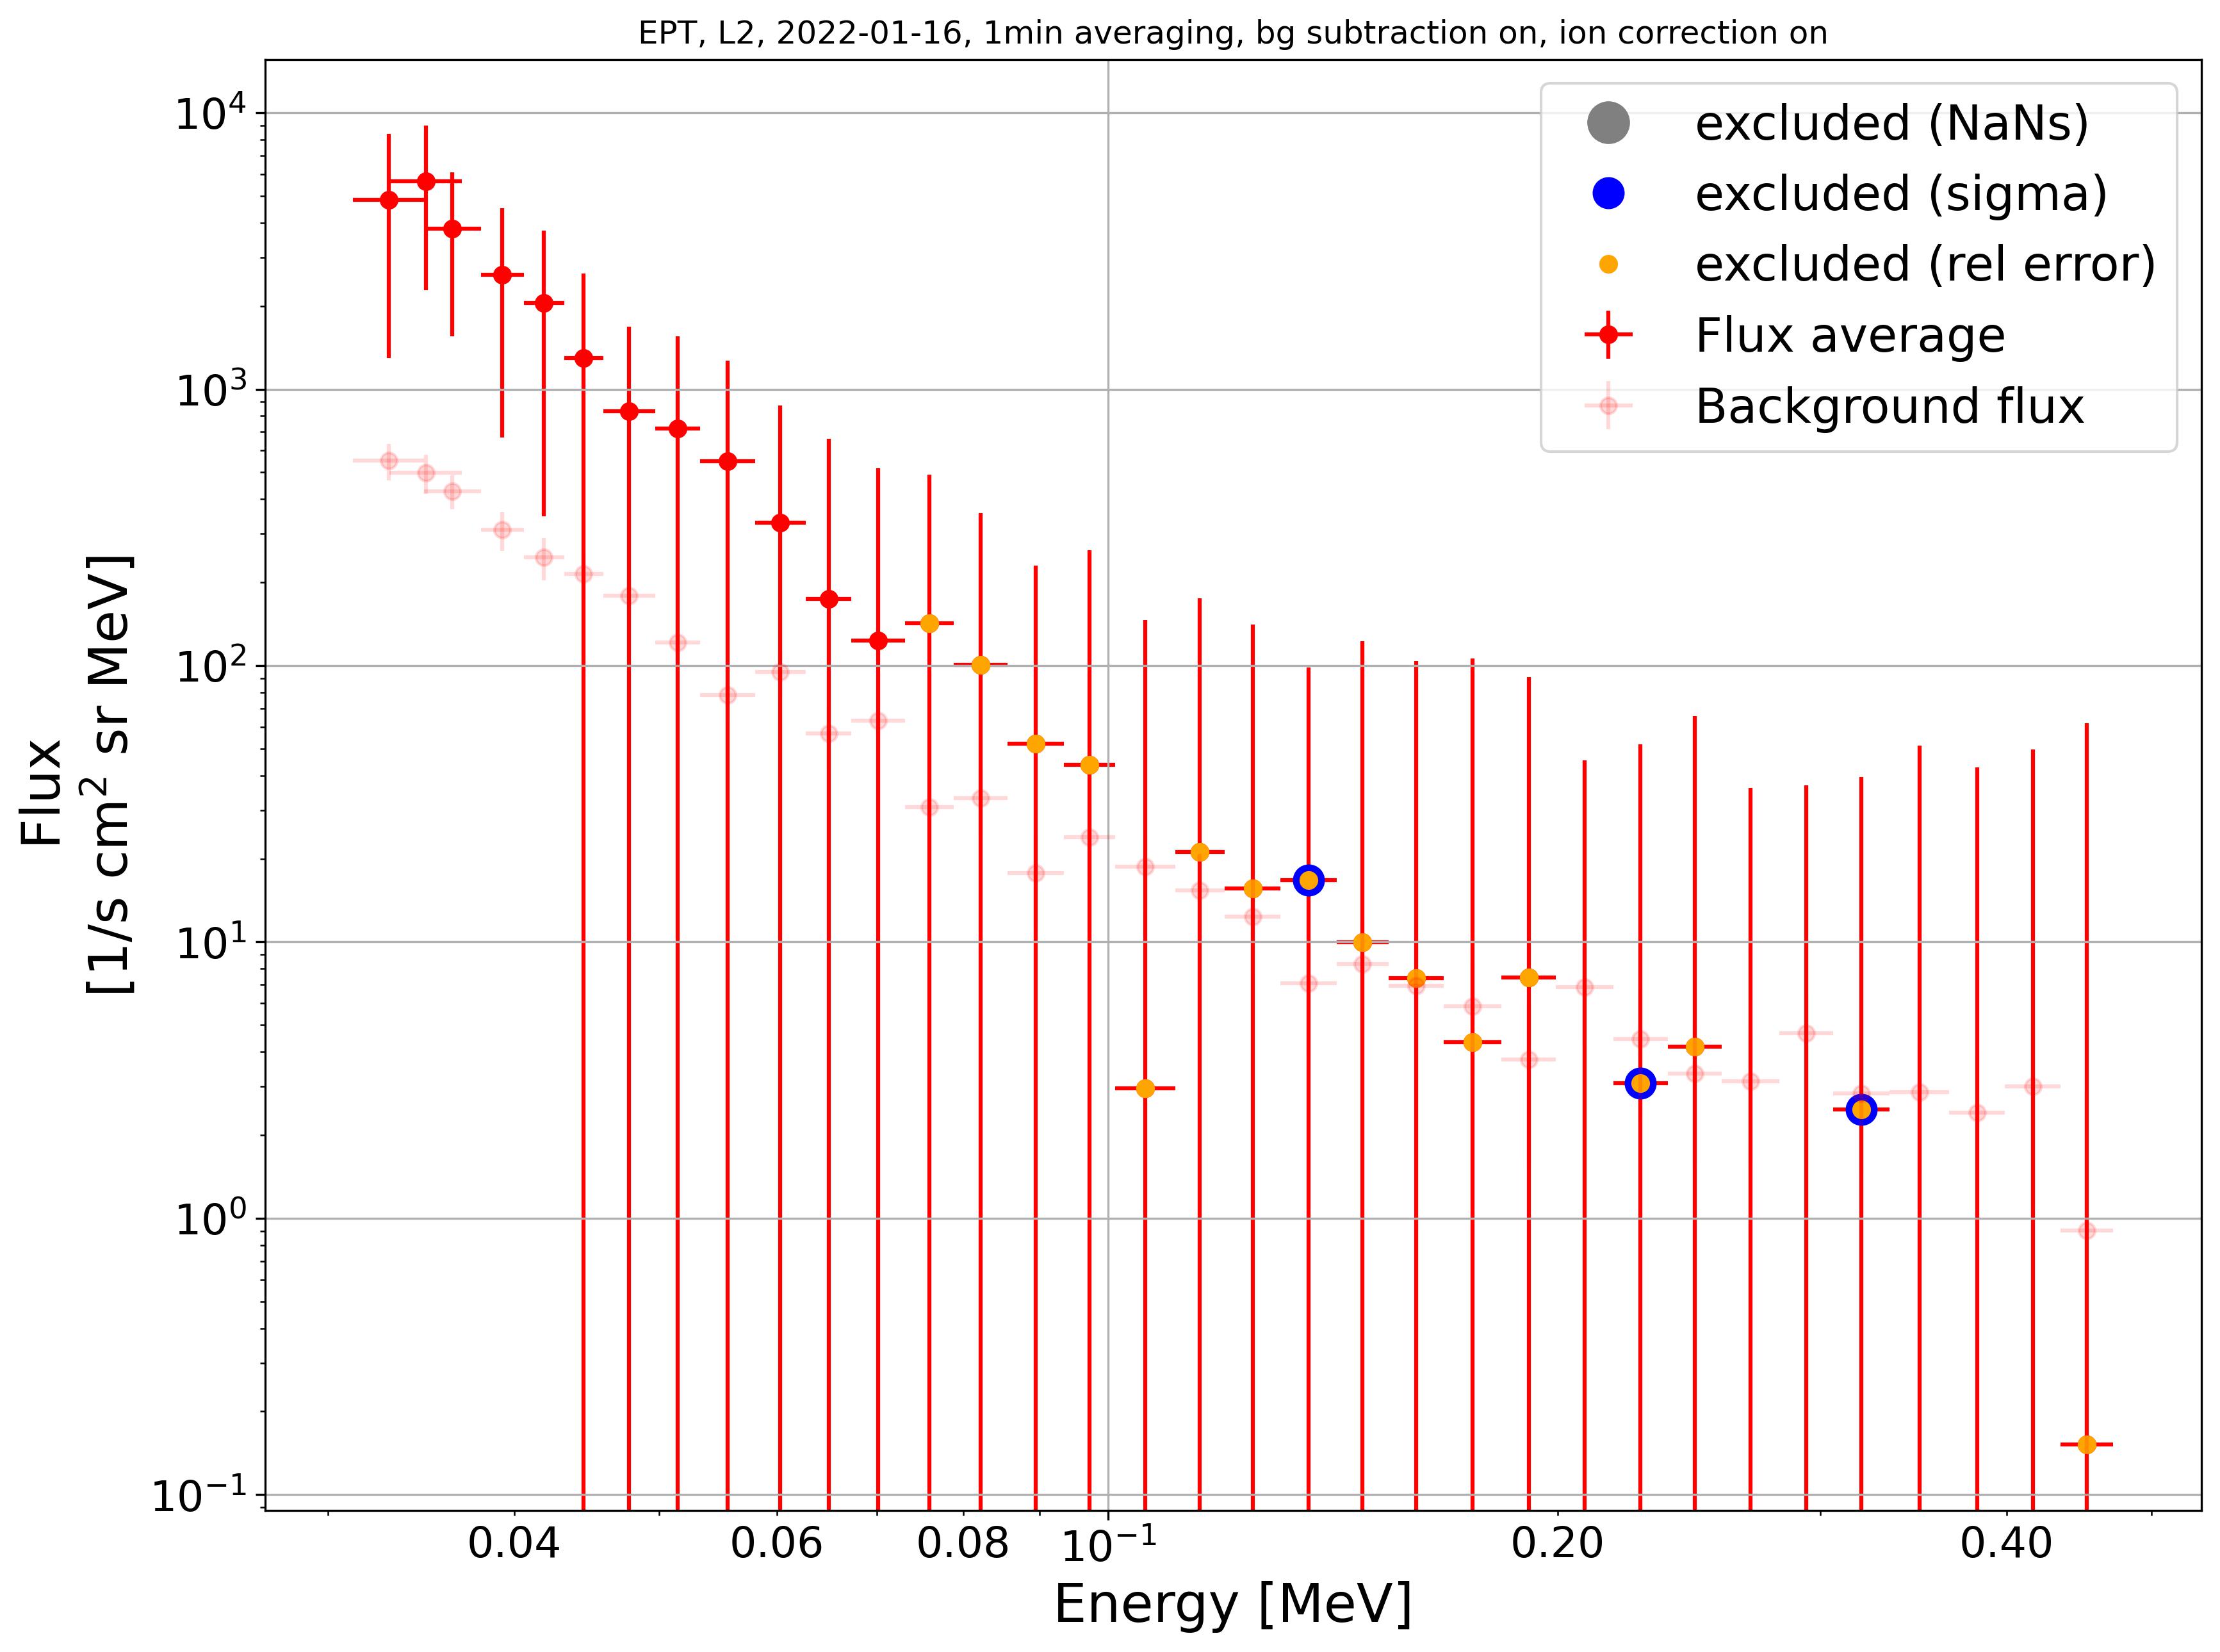 EPT, L2, 2022-01-16, 1min averaging, bg subtraction on, ion correction on
10⁴
10³
10²
10¹
10⁰
10⁻¹
Flux
[1/s cm² sr MeV]
excluded (NaNs)
excluded (sigma)
excluded (rel error)
Flux average
Background flux
0.04
0.06
0.08
10⁻¹
0.20
0.40
Energy [MeV]